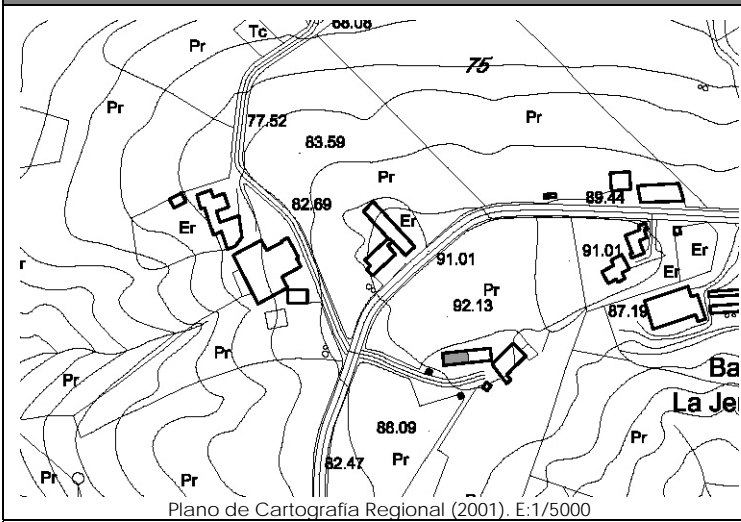 68.08
Tc
Pr
75
Pr
77.52
Pr
83.59
Pr
82.69
89.44
Er
Er
91.01
91.01
Er
Er
Pr
92.13
87.19
Pr
Ba
Pr
La Je
88.09
Pr
82.47
Pr
Pr
Pr
Plano de Cartografía Regional (2001). E:1/5000